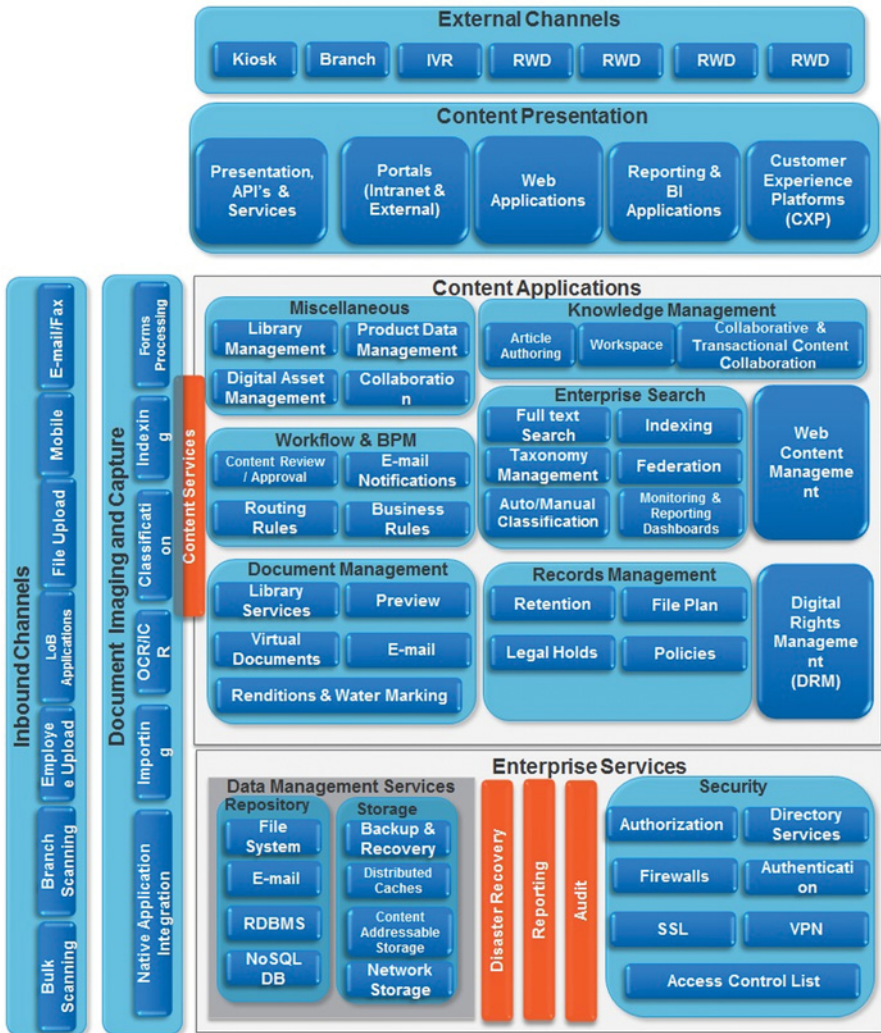 External Channels
Kiosk
Branch
IVR
RWD
RWD
RWD
RWD
Content Presentation
Presentation,
API's &
Services
Portals
(Intranet &
External)
Web
Applications
Reporting &
BI
Applications
Customer
Experience
Platforms
(CXP)
Inbound Channels
E-mail/Fax
Mobile
File Upload
LoB
Applications
Employe
e Upload
Branch
Scanning
Bulk
Scanning
Document Imaging and Capture
Forms
Processing
Indexin
g
Classificati
on
OCR/IC
R
Importin
g
Native Application
Integration
Content Services
Content Applications
Miscellaneous
Library
Management
Product Data
Management
Digital Asset
Management
Collaboratio
n
Knowledge Management
Article
Authoring
Workspace
Collaborative &
Transactional Content
Collaboration
Workflow & BPM
Content Review
/ Approval
E-mail
Notifications
Routing
Rules
Business
Rules
Enterprise Search
Full text
Search
Indexing
Taxonomy
Management
Federation
Auto/Manual
Classification
Monitoring &
Reporting
Dashboards
Web
Content
Manageme
nt
Document Management
Library
Services
Preview
Virtual
Documents
E-mail
Renditions & Water Marking
Records Management
Retention
File Plan
Legal Holds
Policies
Digital
Rights
Manageme
nt
(DRM)
Enterprise Services
Data Management Services
Repository
File
System
E-mail
RDBMS
NoSQL
DB
Storage
Backup &
Recovery
Distributed
Caches
Content
Addressable
Storage
Network
Storage
Disaster Recovery
Reporting
Audit
Security
Authorization
Directory
Services
Firewalls
Authenticati
on
SSL
VPN
Access Control List